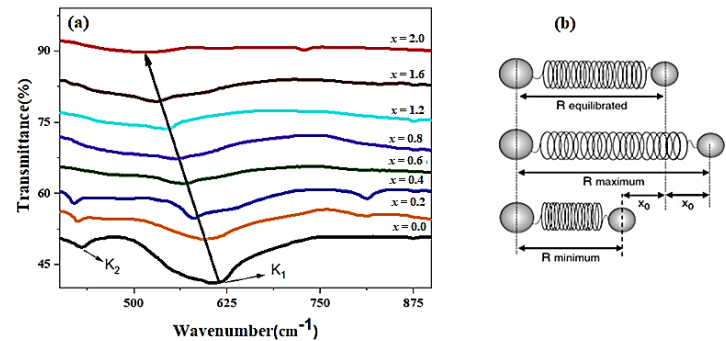 (a)
90
75
60
45
Transmittance(%)
x = 2.0
x = 1.6
x = 1.2
x = 0.8
x = 0.6
x = 0.4
x = 0.2
x = 0.0
K2
K1
500
625
750
875
Wavenumber(cm-1)
(b)
R equilibrated
R maximum
x0 x0
R minimum